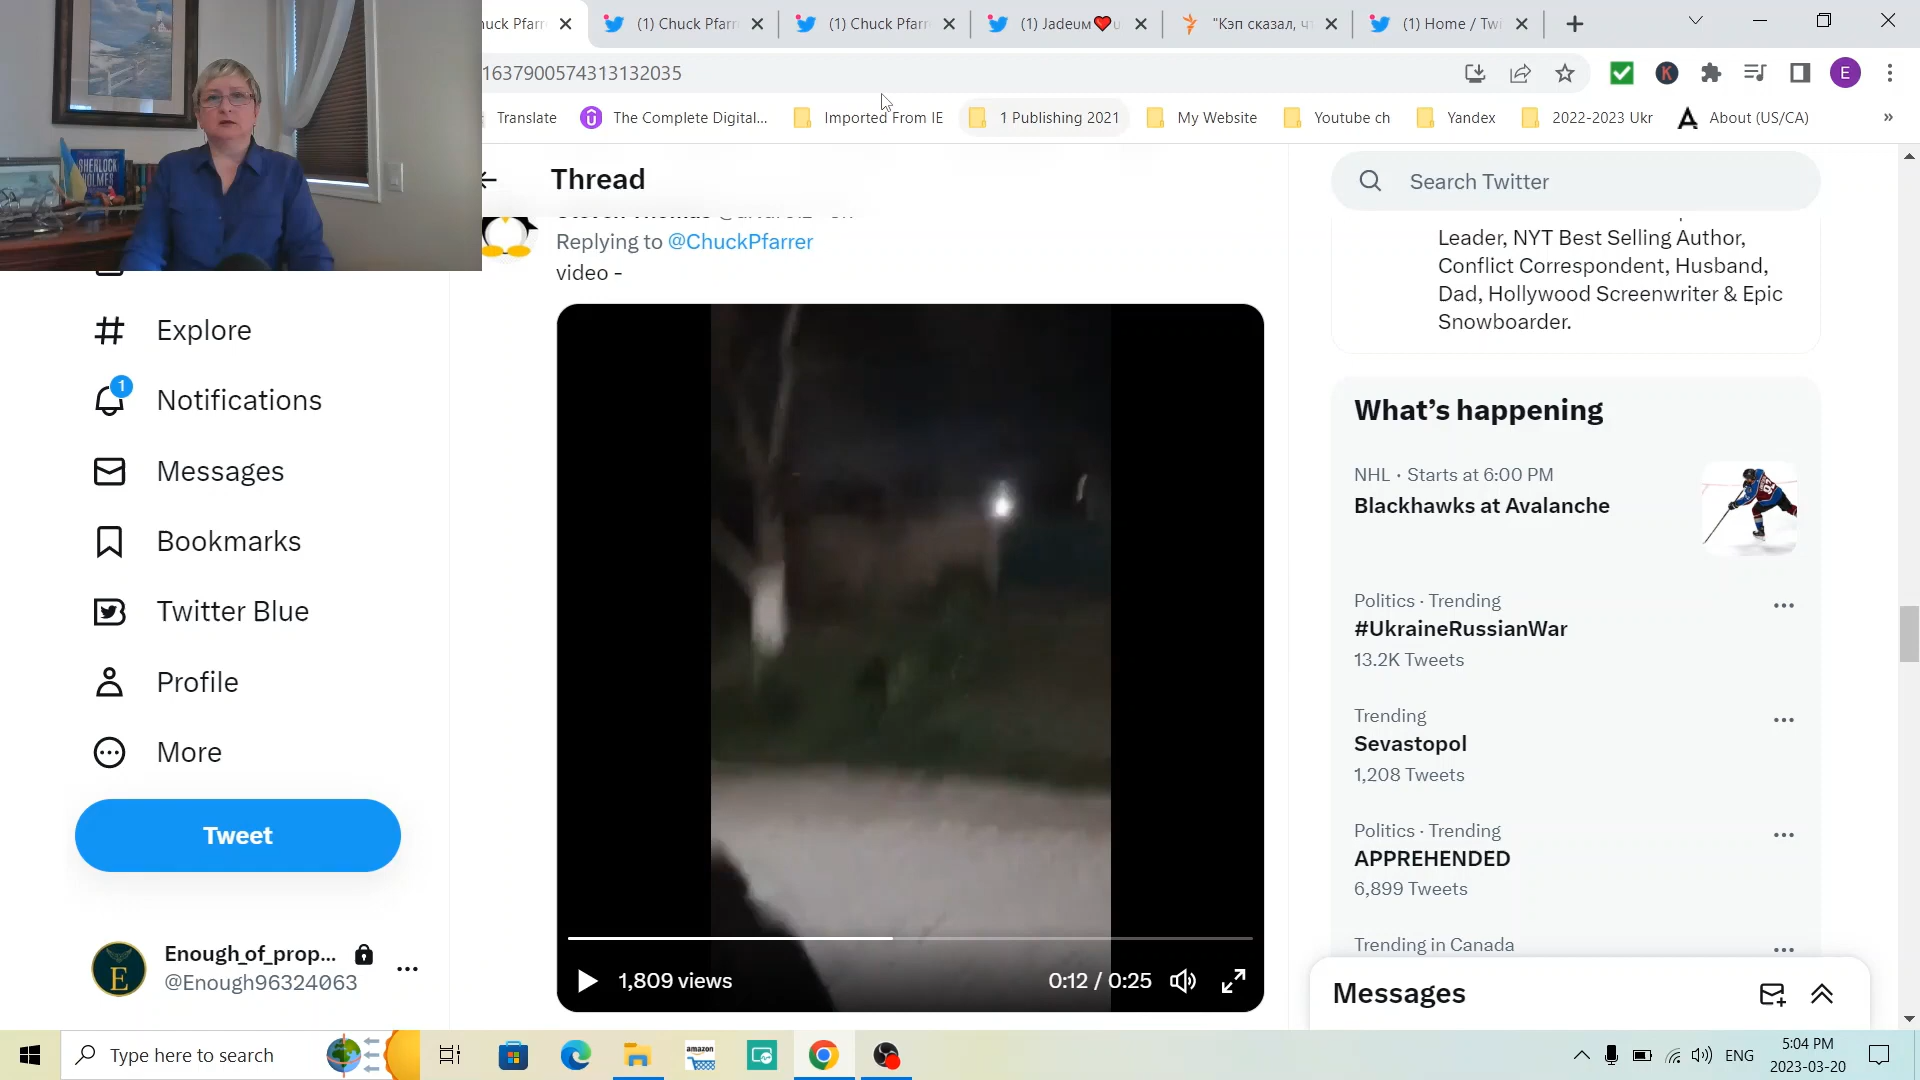 huck Pfarr
(1) Chuck Pfarr
(1) Chuck Pfarr
(1) Jadeuм❤️u
"Кэп сказал, ч
(1) Home / Twi
1637900574313132035
K
E
Translate
The Complete Digital...
Imported From IE
1 Publishing 2021
My Website
Youtube ch
Yandex
2022-2023 Ukr
About (US/CA)
»
SHERLOCK
HOLMES
Thread
Search Twitter
Replying to @ChuckPfarrer
video -
Leader, NYT Best Selling Author,
Conflict Correspondent, Husband,
Dad, Hollywood Screenwriter & Epic
Snowboarder.
Explore
1
Notifications
Messages
Bookmarks
Twitter Blue
Profile
More
Tweet
E
Enough_of_prop...
@Enough96324063
1,809 views
0:12 / 0:25
What's happening
NHL · Starts at 6:00 PM
Blackhawks at Avalanche
Politics · Trending
#UkraineRussianWar
13.2K Tweets
Trending
Sevastopol
1,208 Tweets
Politics · Trending
APPREHENDED
6,899 Tweets
Trending in Canada
Messages
Type here to search
amazon
ENG
5:04 PM
2023-03-20